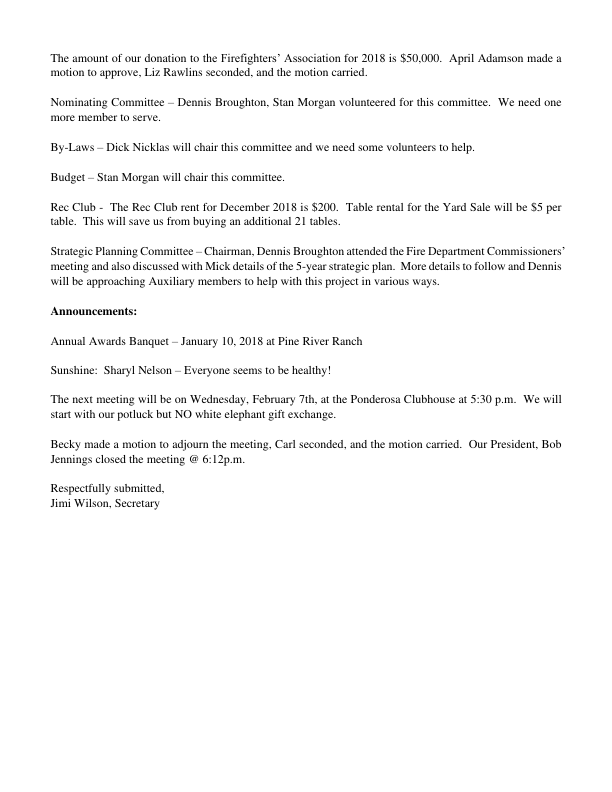 The amount of our donation to the Firefighters’ Association for 2018 is $50,000.  April Adamson made a
motion to approve, Liz Rawlins seconded, and the motion carried.
Nominating Committee – Dennis Broughton, Stan Morgan volunteered for this committee.  We need one
more member to serve.
By-Laws – Dick Nicklas will chair this committee and we need some volunteers to help.
Budget – Stan Morgan will chair this committee.
Rec Club -  The Rec Club rent for December 2018 is $200.  Table rental for the Yard Sale will be $5 per
table.  This will save us from buying an additional 21 tables.
Strategic Planning Committee – Chairman, Dennis Broughton attended the Fire Department Commissioners’
meeting and also discussed with Mick details of the 5-year strategic plan.  More details to follow and Dennis
will be approaching Auxiliary members to help with this project in various ways.
Announcements:
Annual Awards Banquet – January 10, 2018 at Pine River Ranch
Sunshine:  Sharyl Nelson – Everyone seems to be healthy!
The next meeting will be on Wednesday, February 7th, at the Ponderosa Clubhouse at 5:30 p.m.  We will
start with our potluck but NO white elephant gift exchange.
Becky made a motion to adjourn the meeting, Carl seconded, and the motion carried.  Our President, Bob
Jennings closed the meeting @ 6:12p.m.
Respectfully submitted,
Jimi Wilson, Secretary